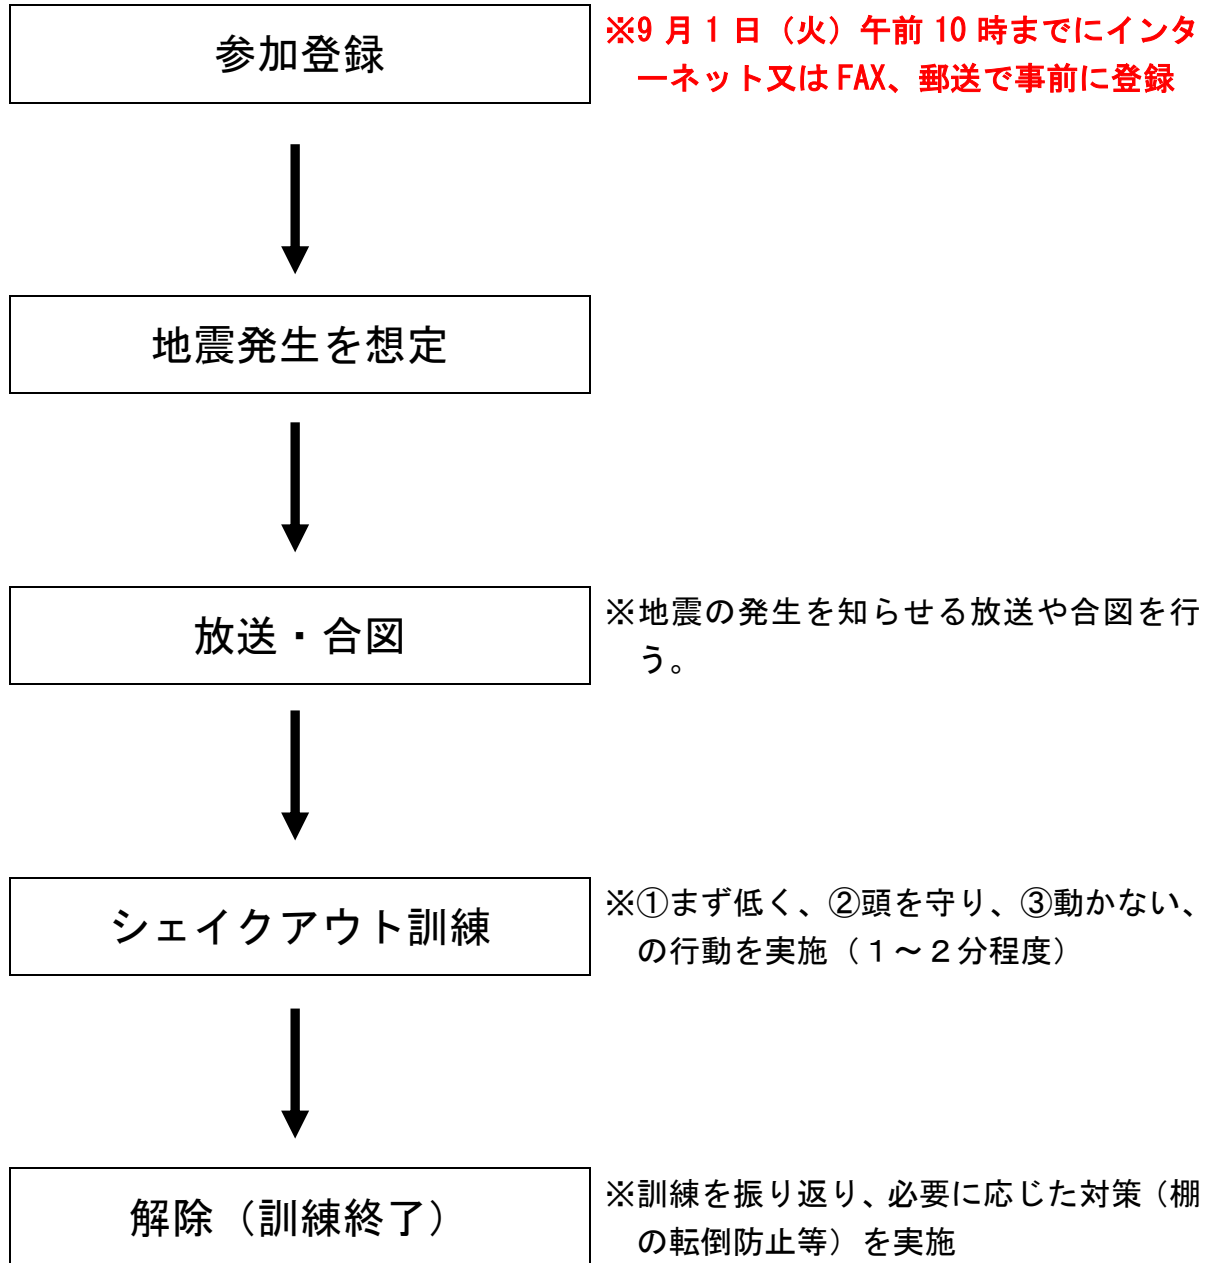 参加登録
※9月1日（火）午前10時までにインタ
ーネット又はFAX、郵送で事前に登録
地震発生を想定
放送・合図
※地震の発生を知らせる放送や合図を行
う。
シェイクアウト訓練
※①まず低く、②頭を守り、③動かない、
の行動を実施（１～２分程度）
解除（訓練終了）
※訓練を振り返り、必要に応じた対策（棚
の転倒防止等）を実施